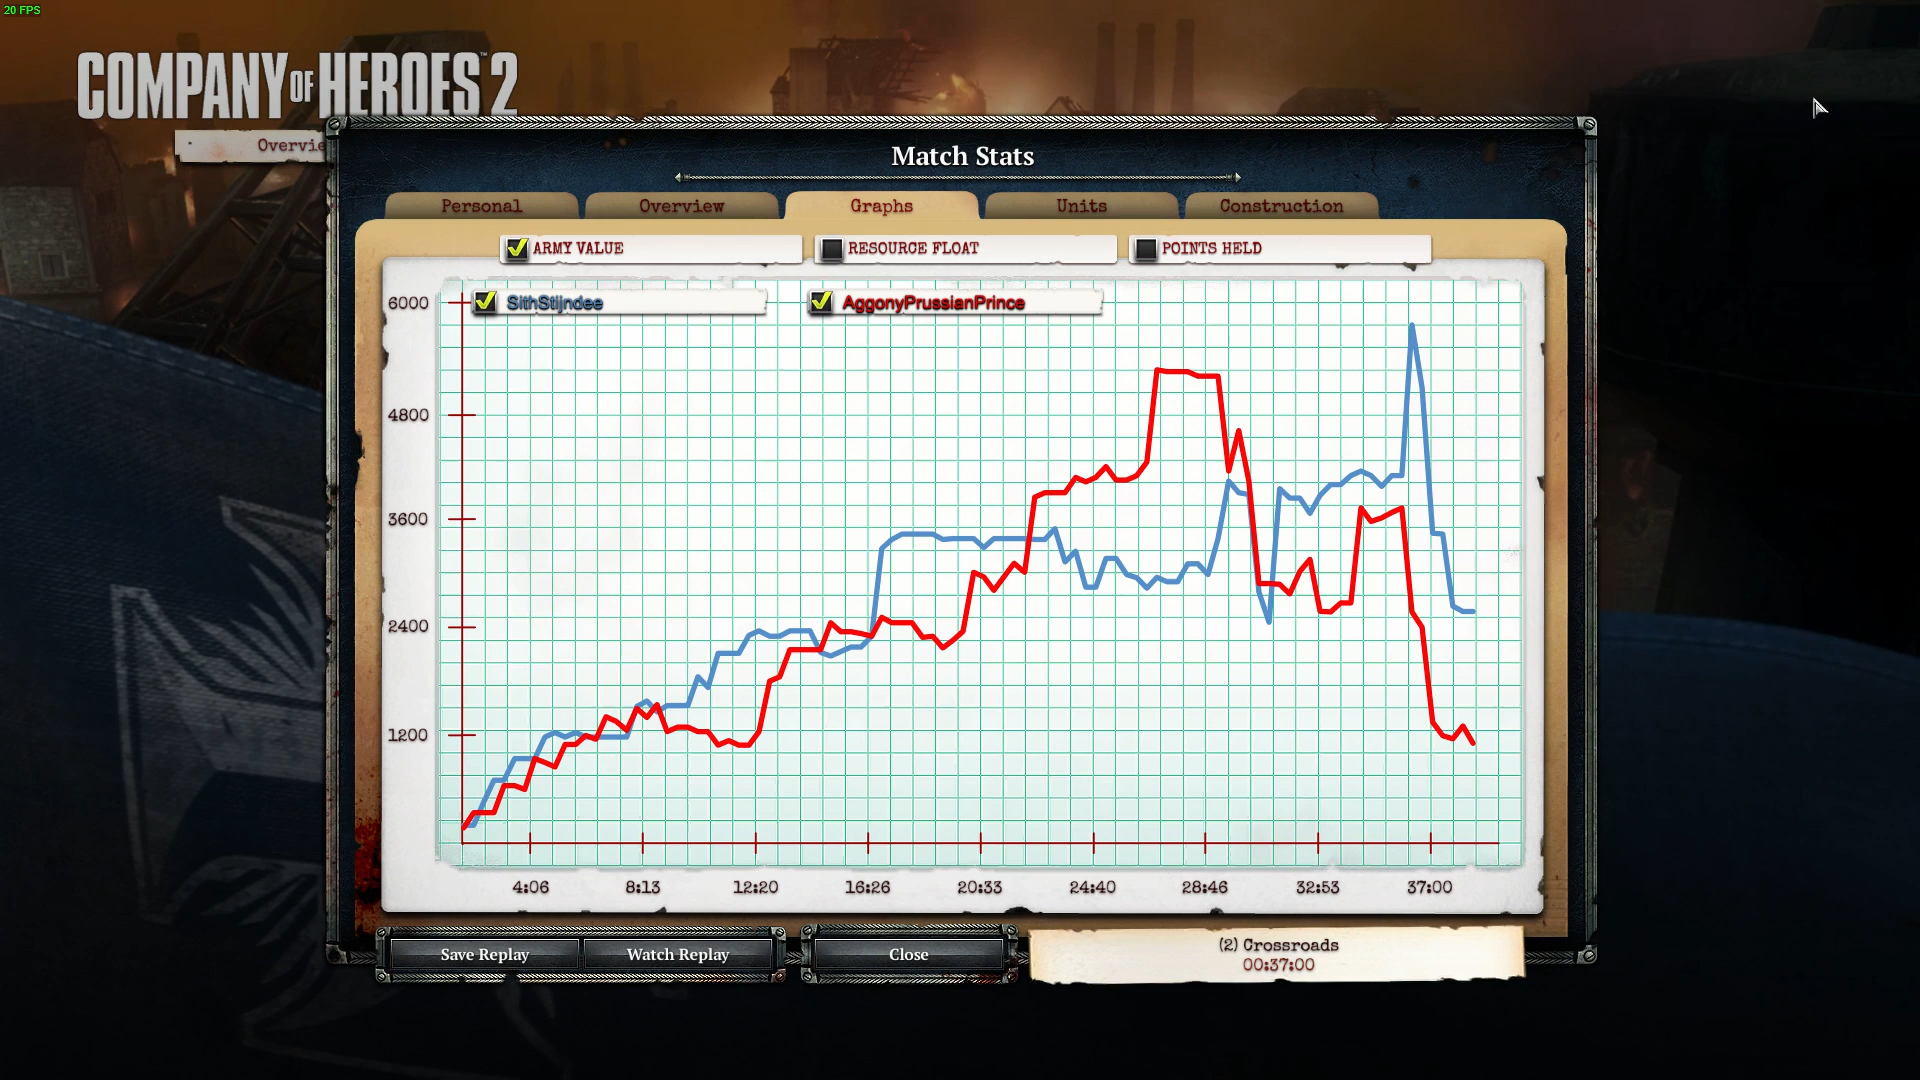 20 FPS
COMPANY OF HEROES 2
Overvie
Match Stats
Personal
Overview
Graphs
Units
Construction
ARMY VALUE
RESOURCE FLOAT
POINTS HELD
SithStijndee
AggonyPrussianPrince
6000
4800
3600
2400
1200
4:06
8:13
12:20
16:26
20:33
24:40
28:46
32:53
37:00
Save Replay
Watch Replay
Close
(2) Crossroads
00:37:00